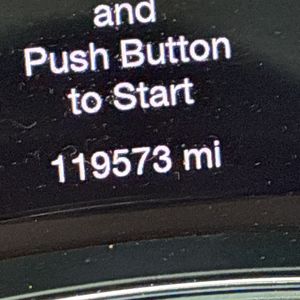 and
Push Button
to Start
119573 mi